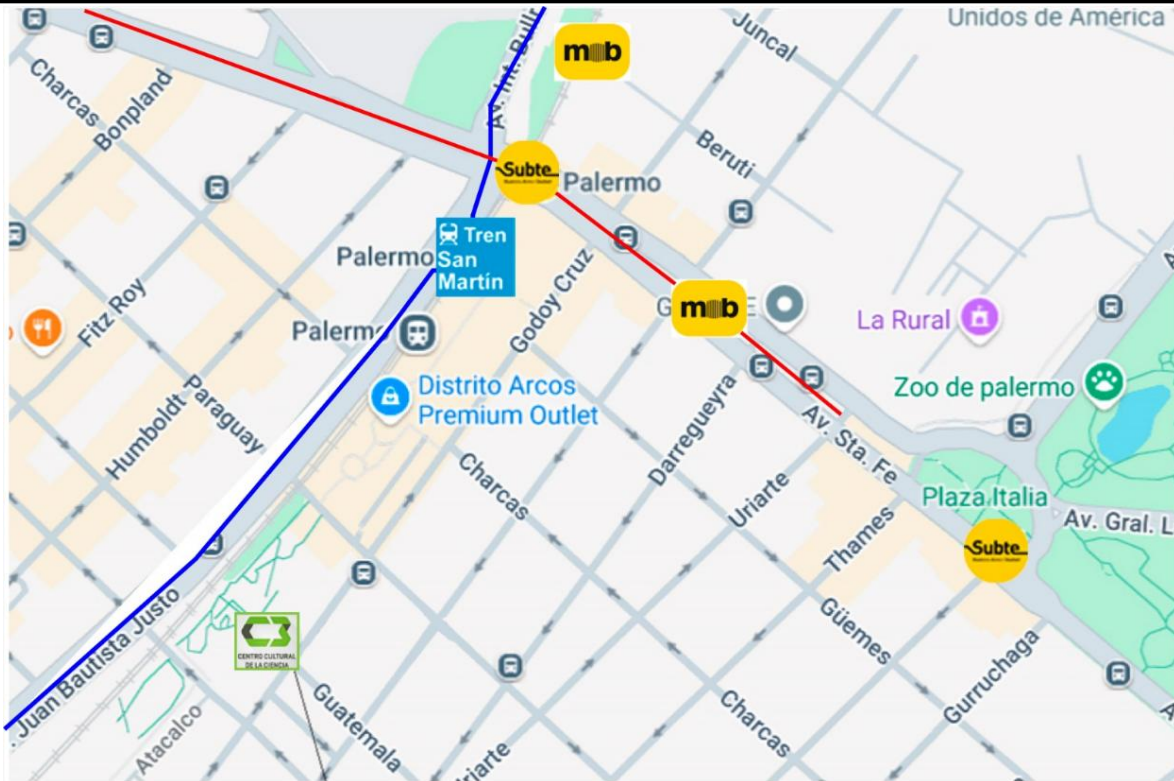 Unidos de América
Juncal
Av. Int. Bullr
mob
Charcas
Bonpland
Beruti
Subte
Palermo
Palermo
Tren
San
Martín
Godoy Cruz
mob
G
E
La Rural
Fitz Roy
Palermo
Distrito Arcos
Premium Outlet
Zoo de palermo
Humboldt
Paraguay
Darregueyra
Av. Sta. Fe
Charcas
Uriarte
Plaza Italia
Av. Gral. L
Thames
Subte
. Juan Bautista Justo
C3
CENTRO CULTURAL
DE LA CIENCIA
Güemes
Gurruchaga
Guatemala
Charcas
Atacalco
Uriarte